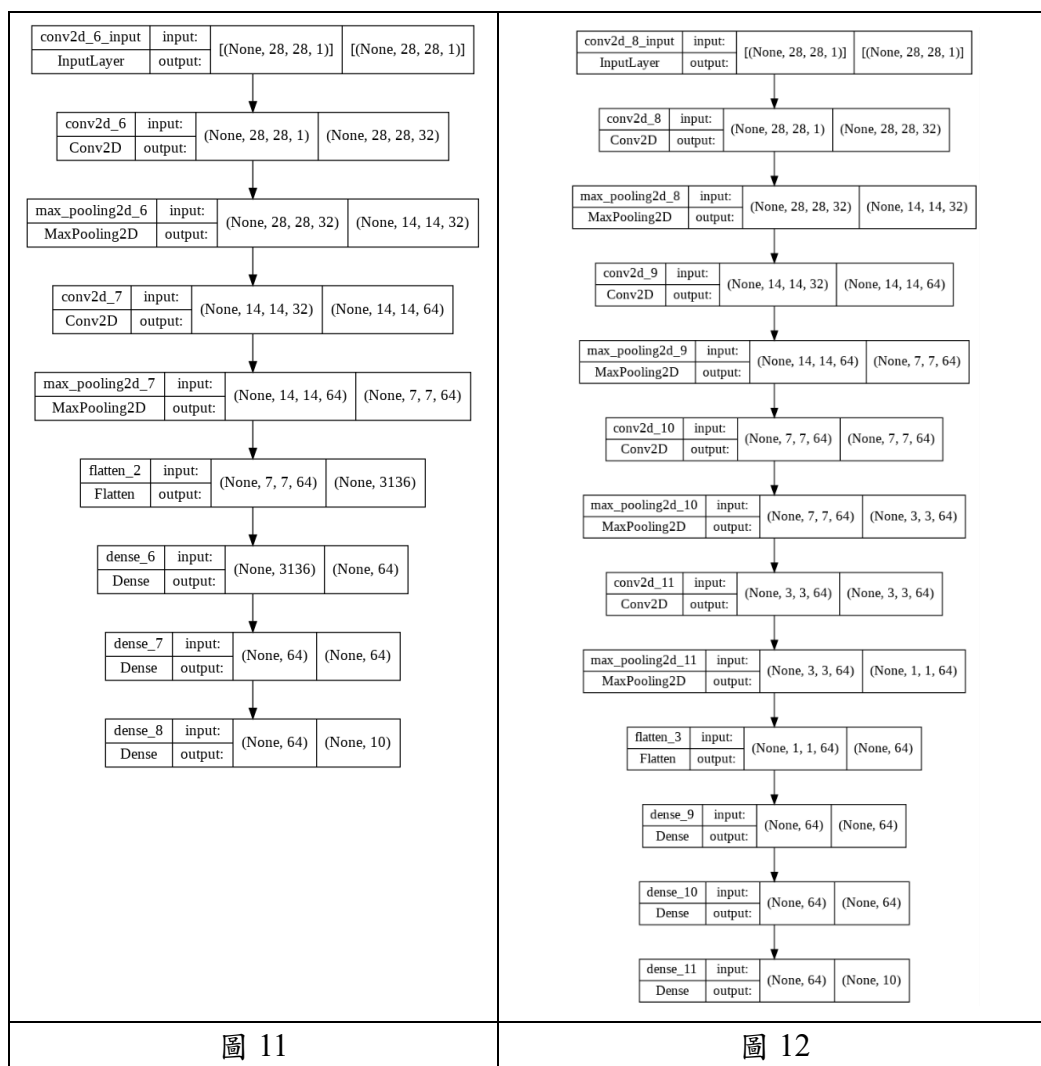 conv2d_6_input input: [(None, 28, 28, 1)] [(None, 28, 28, 1)]
InputLayer output:
conv2d_6 input: (None, 28, 28, 1) (None, 28, 28, 32)
Conv2D output:
max_pooling2d_6 input: (None, 28, 28, 32) (None, 14, 14, 32)
MaxPooling2D output:
conv2d_7 input: (None, 14, 14, 32) (None, 14, 14, 64)
Conv2D output:
max_pooling2d_7 input: (None, 14, 14, 64) (None, 7, 7, 64)
MaxPooling2D output:
flatten_2 input: (None, 7, 7, 64) (None, 3136)
Flatten output:
dense_6 input: (None, 3136) (None, 64)
Dense output:
dense_7 input: (None, 64) (None, 64)
Dense output:
dense_8 input: (None, 64) (None, 10)
Dense output:
圖 11
conv2d_8_input input: [(None, 28, 28, 1)] [(None, 28, 28, 1)]
InputLayer output:
conv2d_8 input: (None, 28, 28, 1) (None, 28, 28, 32)
Conv2D output:
max_pooling2d_8 input: (None, 28, 28, 32) (None, 14, 14, 32)
MaxPooling2D output:
conv2d_9 input: (None, 14, 14, 32) (None, 14, 14, 64)
Conv2D output:
max_pooling2d_9 input: (None, 14, 14, 64) (None, 7, 7, 64)
MaxPooling2D output:
conv2d_10 input: (None, 7, 7, 64) (None, 7, 7, 64)
Conv2D output:
max_pooling2d_10 input: (None, 7, 7, 64) (None, 3, 3, 64)
MaxPooling2D output:
conv2d_11 input: (None, 3, 3, 64) (None, 3, 3, 64)
Conv2D output:
max_pooling2d_11 input: (None, 3, 3, 64) (None, 1, 1, 64)
MaxPooling2D output:
flatten_3 input: (None, 1, 1, 64) (None, 64)
Flatten output:
dense_9 input: (None, 64) (None, 64)
Dense output:
dense_10 input: (None, 64) (None, 64)
Dense output:
dense_11 input: (None, 64) (None, 10)
Dense output:
圖 12